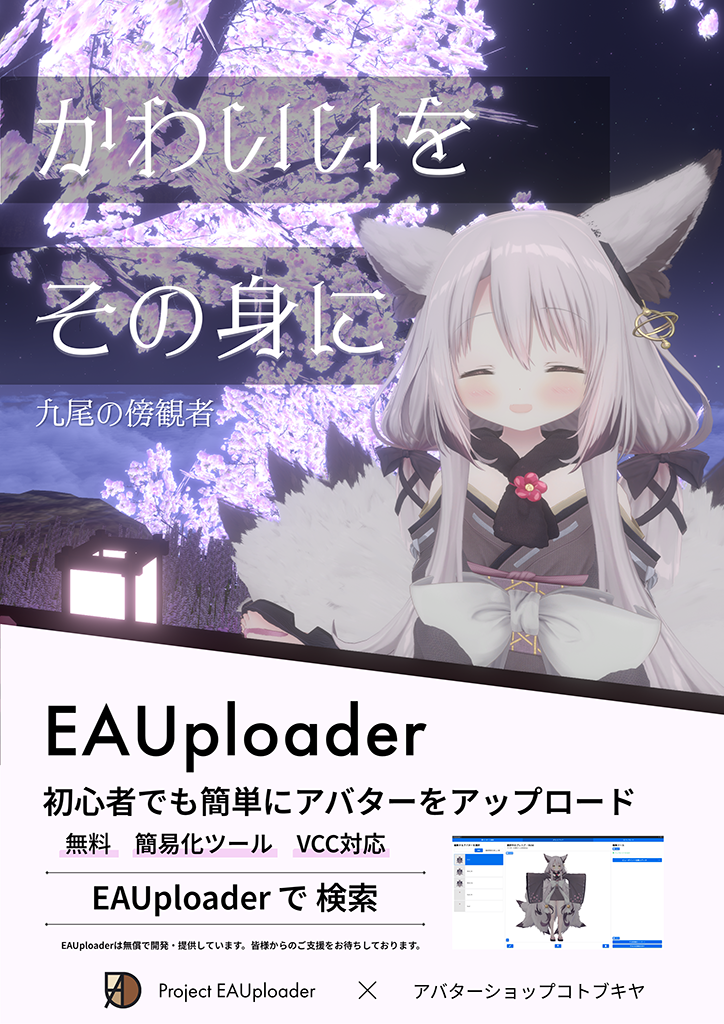 かわいいを
その身に
九尾の傍観者
EAUploader
初心者でも簡単にアバターをアップロード
無料 簡易化ツール VCC対応
EAUploader で 検索
EAUploaderは無償で開発・提供しています。皆様からのご支援をお待ちしております。
Project EAUploader × アバターショップコトブキヤ